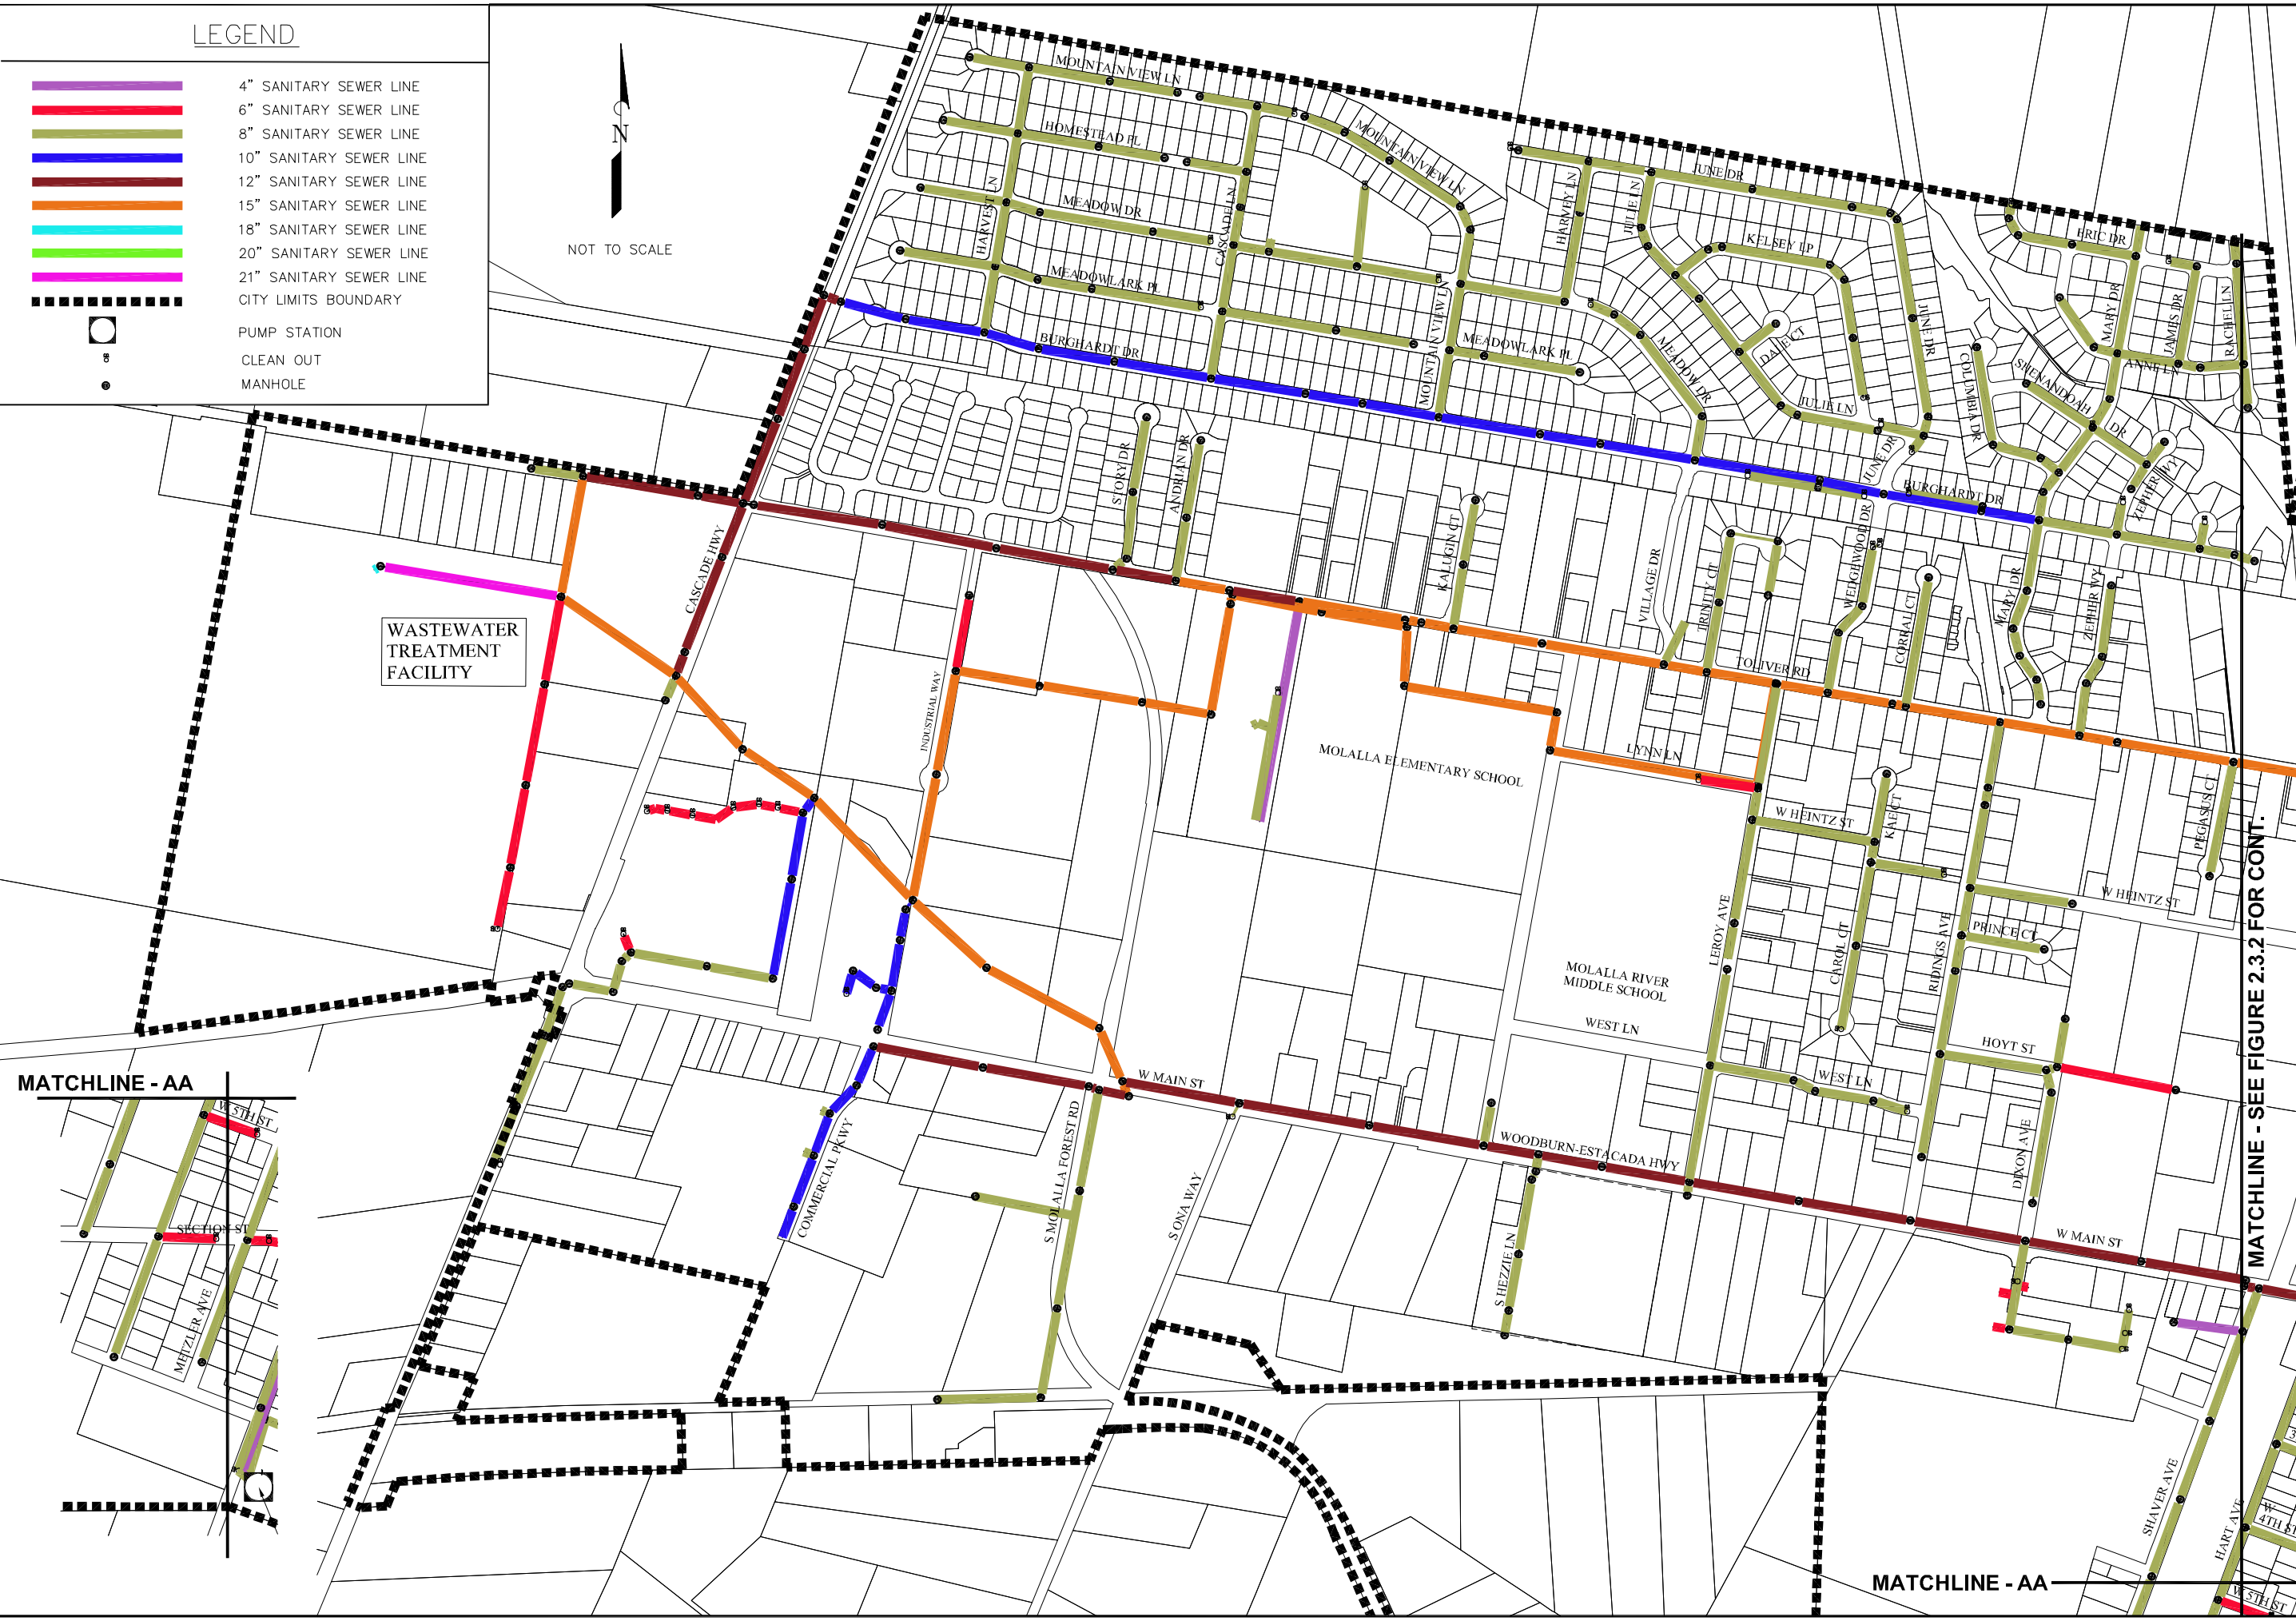 LEGEND
4" SANITARY SEWER LINE
6" SANITARY SEWER LINE
8" SANITARY SEWER LINE
10" SANITARY SEWER LINE
12" SANITARY SEWER LINE
15" SANITARY SEWER LINE
18" SANITARY SEWER LINE
20" SANITARY SEWER LINE
21" SANITARY SEWER LINE
CITY LIMITS BOUNDARY
PUMP STATION
CLEAN OUT
MANHOLE
N
NOT TO SCALE
MOUNTAIN VIEW LN
HOMESTEAD PL
MOUNTAIN VIEW LN
HARVEST LN
MEADOW DR
CASCADE LN
MEADOWLARK PL
BURGHARDT DR
MOUNTAIN VIEW LN
MEADOWLARK PL
HARVEY LN
JULIE LN
JUNE DR
KELSEY LP
DALE CT
MEADOW DR
JULIE LN
JUNE DR
JUNE DR
COLUMBIA DR
ERIC DR
MARY DR
JAMES DR
RACHEL LN
ANNE LN
SHENANDOAH
DR
ZEPHER WY
BURGHARDT DR
STORY DR
ANDRIAN DR
KALUGIN CT
VILLAGE DR
TRINITY CT
WEDGEWOOD DR
CORRAL CT
MARY DR
ZEPHER WY
TOLIVER RD
CASCADE HWY
WASTEWATER
TREATMENT
FACILITY
INDUSTRIAL WAY
MOLALLA ELEMENTARY SCHOOL
LYNN LN
W HEINTZ ST
KAE CT
PEGASUS CT
W HEINTZ ST
LEROY AVE
CAROL CT
RIDINGS AVE
PRINCE CT
MOLALLA RIVER
MIDDLE SCHOOL
WEST LN
HOYT ST
WEST LN
DIXON AVE
W MAIN ST
WOODBURN-ESTACADA HWY
W MAIN ST
S MOLALLA FOREST RD
COMMERCIAL PKWY
S ONA WAY
S HEZZIE LN
MATCHLINE - SEE FIGURE 2.3.2 FOR CONT.
MATCHLINE - AA
W 5TH ST
SECTION ST
METZLER AVE
SHAVER AVE
HART AVE
3
W
4TH ST
W 5TH ST
MATCHLINE - AA